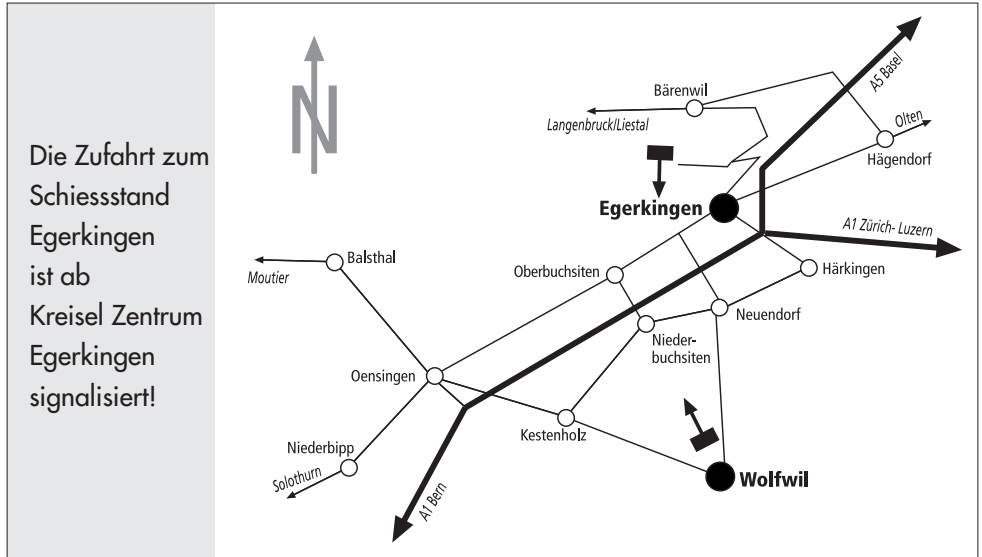 Die Zufahrt zum
Schiessstand
Egerkingen
ist ab
Kreisel Zentrum
Egerkingen
signalisiert!
N
A5 Basel
Bärenwil
Langenbruck/Liestal
Olten
Hägendorf
Egerkingen
A1 Zürich- Luzern
Balsthal
Moutier
Oberbuchsiten
Härkingen
Neuendorf
Nieder-
buchsiten
Oensingen
Kestenholz
Niederbipp
Solothurn
A1 Bern
Wolfwil